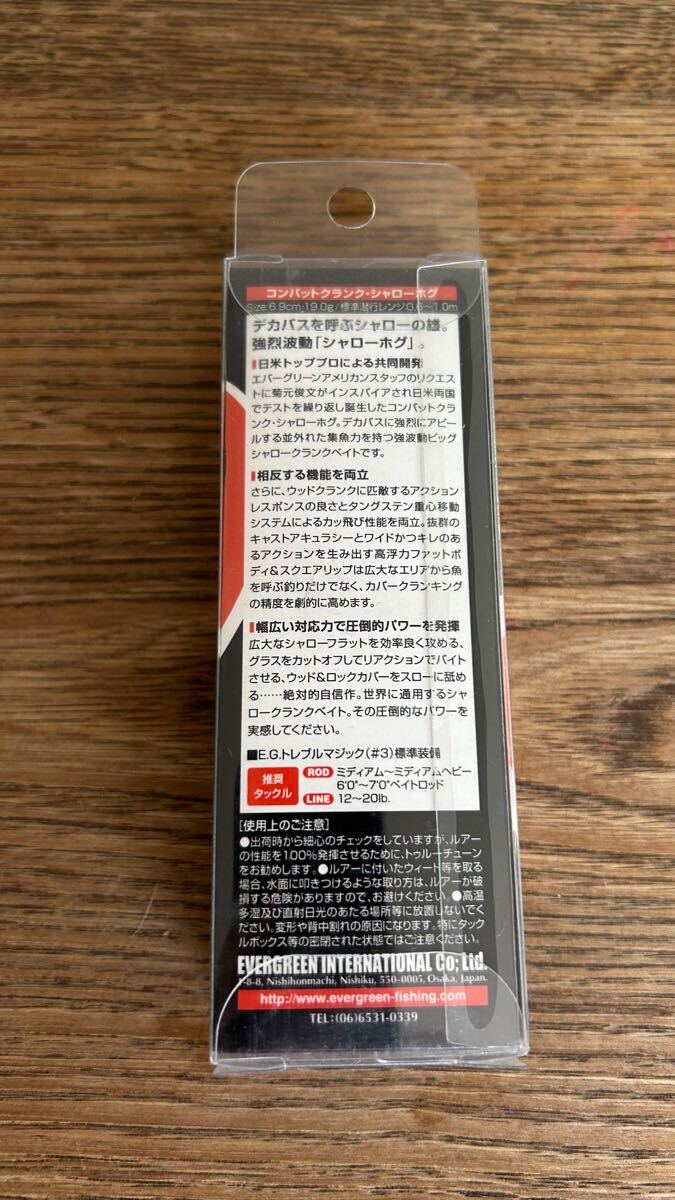 コンバットクランク・シャローホグ
Size:6.9cm・19.0g/標準潜行レンジ0.6〜1.0m
デカバスを呼ぶシャローの雄。
強烈波動「シャローホグ」。
日米トッププロによる共同開発
エバーグリーンアメリカンスタッフのリクエス
トに菊元俊文がインスパイアされ日米両国
でテストを繰り返し誕生したコンバットクラ
ンク・シャローホグ。デカバスに強烈にアピー
ルする並外れた集魚力を持つ強波動ビッグ
シャロークランクベイトです。
相反する機能を両立
さらに、ウッドクランクに匹敵するアクション
レスポンスの良さとタングステン重心移動
システムによるカッ飛び性能を両立。抜群の
キャストアキュラシーとワイドかつキレのあ
るアクションを生み出す高浮力ファットボ
ディ&スクエアリップは広大なエリアから魚
を呼ぶ釣りだけでなく、カバークランキング
の精度を劇的に高めます。
幅広い対応力で圧倒的パワーを発揮
広大なシャローフラットを効率良く攻める、
グラスをカットオフしてリアクションでバイト
させる、ウッド&ロックカバーをスローに舐め
る……絶対的自信作。世界に通用するシャ
ロークランクベイト。その圧倒的なパワーを
実感してください。
■E.G.トレブルマジック(#3)標準装備
推奨
タックル
ROD ミディアム〜ミディアムヘビー
6'0"〜7'0"ベイトロッド
LINE 12〜20lb.
[使用上のご注意]
●出荷時から細心のチェックをしていますが、ルアー
の性能を100%発揮させるために、トゥルーチューン
をお勧めします。●ルアーに付いたウィード等を取る
場合、水面に叩きつけるような取り方は、ルアーが破
損する危険がありますので、お避けください。●高温
多湿及び直射日光のあたる場所等に放置しないでく
ださい。変形や背中割れの原因になります。特にタック
ルボックス等の密閉された状態ではご注意ください。
EVERGREEN INTERNATIONAL Co; Ltd.
1-8-8, Nishihonmachi, Nishiku, 550-0005, Osaka, Japan.
http://www.evergreen-fishing.com
TEL:(06)6531-0339